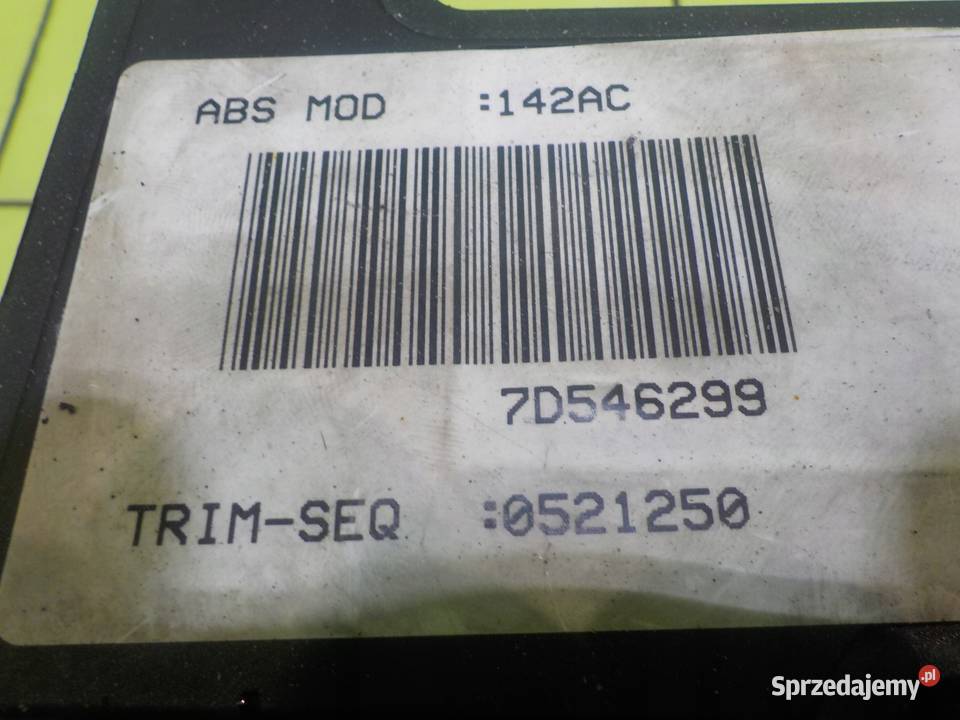 ABS MOD :142AC
7D546299
TRIM-SEQ :0521250
Sprzedajemy.pl